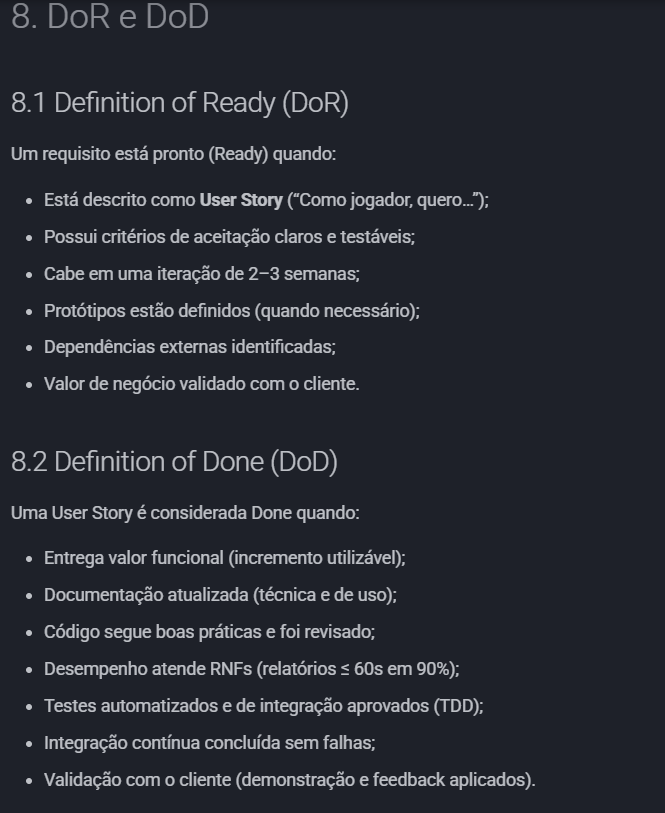 8. DoR e DoD
8.1 Definition of Ready (DoR)
Um requisito está pronto (Ready) quando:
Está descrito como User Story (“Como jogador, quero…”);
Possui critérios de aceitação claros e testáveis;
Cabe em uma iteração de 2–3 semanas;
Protótipos estão definidos (quando necessário);
Dependências externas identificadas;
Valor de negócio validado com o cliente.
8.2 Definition of Done (DoD)
Uma User Story é considerada Done quando:
Entrega valor funcional (incremento utilizável);
Documentação atualizada (técnica e de uso);
Código segue boas práticas e foi revisado;
Desempenho atende RNFs (relatórios ≤ 60s em 90%);
Testes automatizados e de integração aprovados (TDD);
Integração contínua concluída sem falhas;
Validação com o cliente (demonstração e feedback aplicados).